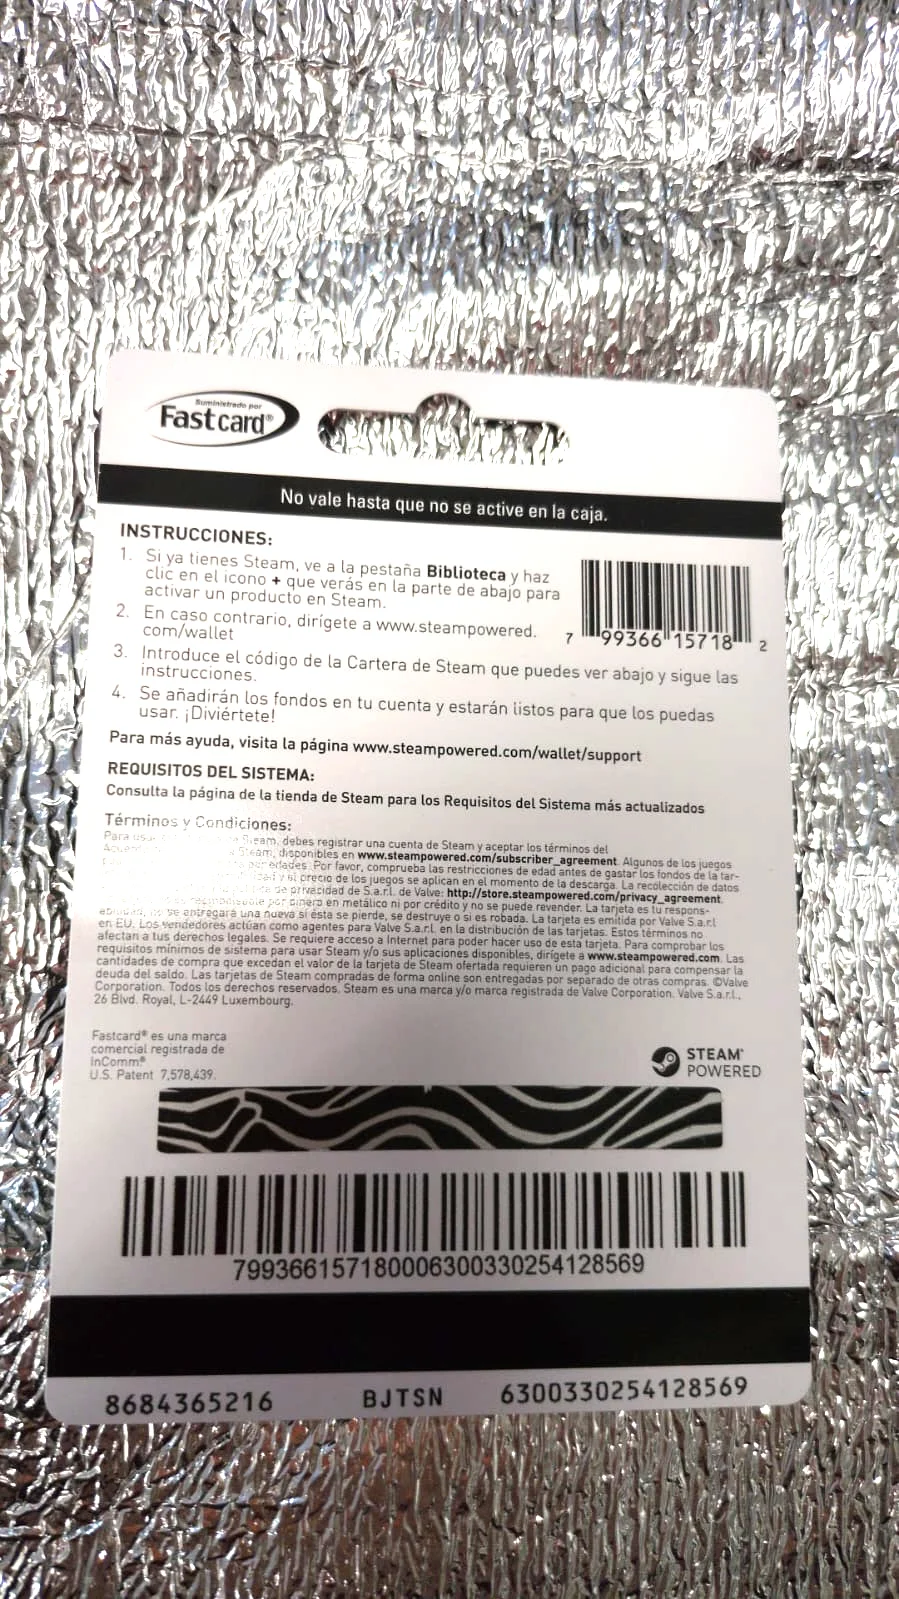 Suministrado por
Fastcard®
No vale hasta que no se active en la caja.
INSTRUCCIONES:
1. Si ya tienes Steam, ve a la pestaña Biblioteca y haz
clic en el icono + que verás en la parte de abajo para
activar un producto en Steam.
2. En caso contrario, dirígete a www.steampowered.
com/wallet
7 99366 15718 2
3. Introduce el código de la Cartera de Steam que puedes ver abajo y sigue las
instrucciones.
4. Se añadirán los fondos en tu cuenta y estarán listos para que los puedas
usar. ¡Diviértete!
Para más ayuda, visita la página www.steampowered.com/wallet/support
REQUISITOS DEL SISTEMA:
Consulta la página de la tienda de Steam para los Requisitos del Sistema más actualizados
Términos y Condiciones:
Para debes registrar una cuenta de Steam y aceptar los términos del
Steam, disponibles en www.steampowered.com/subscriber_agreement. Algunos de los juegos
por edades. Por favor, comprueba las restricciones de edad antes de gastar los fondos de la tar-
y el precio de los juegos se aplican en el momento de la descarga. La recolección de datos
de privacidad de S.a.r.l. de Valve: http://store.steampowered.com/privacy_agreement.
por dinero en metálico ni por crédito y no se puede revender. La tarjeta es tu respons-
abilidad, no se entregará una nueva si ésta se pierde, se destruye o si es robada. La tarjeta es emitida por Valve S.a.r.l
en EU. Los vendedores actúan como agentes para Valve S.a.r.l. en la distribución de las tarjetas. Estos términos no
afectan a tus derechos legales. Se requiere acceso a Internet para poder hacer uso de esta tarjeta. Para comprobar los
requisitos mínimos de sistema para usar Steam y/o sus aplicaciones disponibles, dirígete a www.steampowered.com. Las
cantidades de compra que excedan el valor de la tarjeta de Steam ofertada requieren un pago adicional para compensar la
deuda del saldo. Las tarjetas de Steam compradas de forma online son entregadas por separado de otras compras. ©Valve
Corporation. Todos los derechos reservados. Steam es una marca y/o marca registrada de Valve Corporation. Valve S.a.r.l.,
26 Blvd. Royal, L-2449 Luxembourg.
Fastcard® es una marca
comercial registrada de
InComm®.
U.S. Patent 7,578,439.
STEAM®
POWERED
799366157180006300330254128569
8684365216 BJTSN 6300330254128569